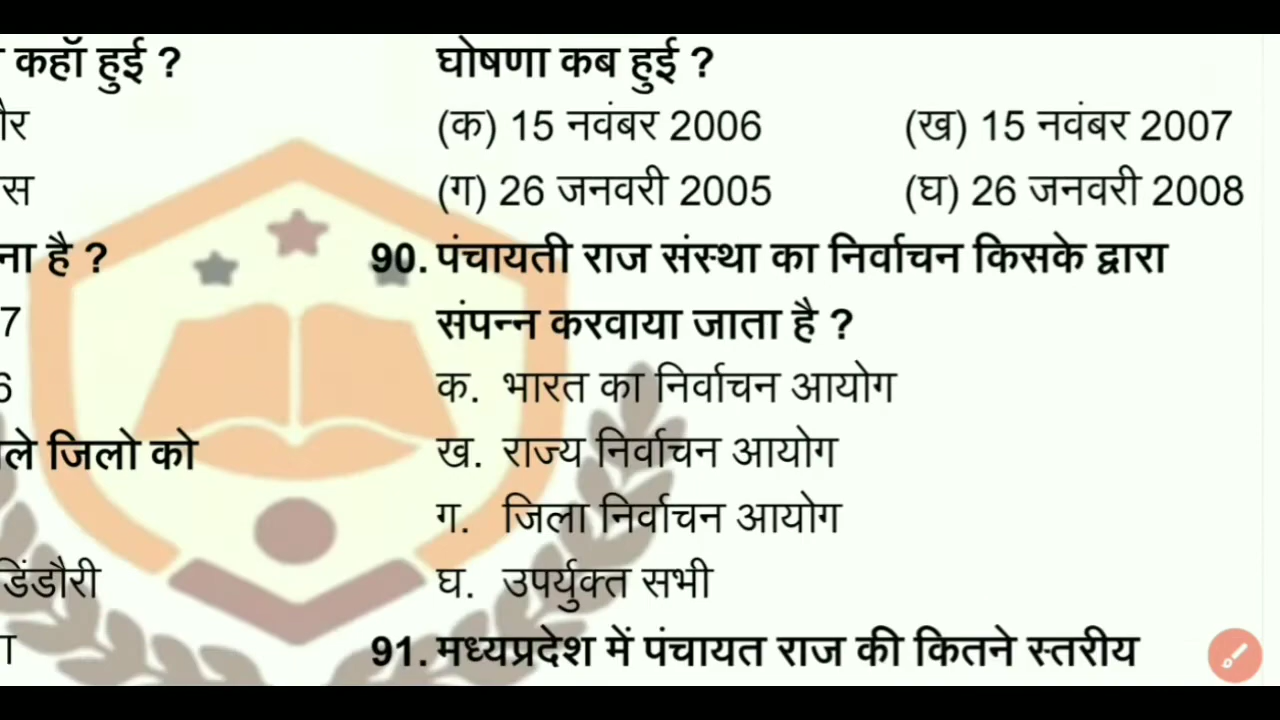 कहॉ हुई ?
स
ना है ?
7
6
ले जिलो को
डिंडौरी
घोषणा कब हुई ?
(क) 15 नवंबर 2006 (ख) 15 नवंबर 2007
(ग) 26 जनवरी 2005 (घ) 26 जनवरी 2008
90. पंचायती राज संस्था का निर्वाचन किसके द्वारा
संपन्न करवाया जाता है ?
क. भारत का निर्वाचन आयोग
ख. राज्य निर्वाचन आयोग
ग. जिला निर्वाचन आयोग
घ. उपर्युक्त सभी
91. मध्यप्रदेश में पंचायत राज की कितने स्तरीय